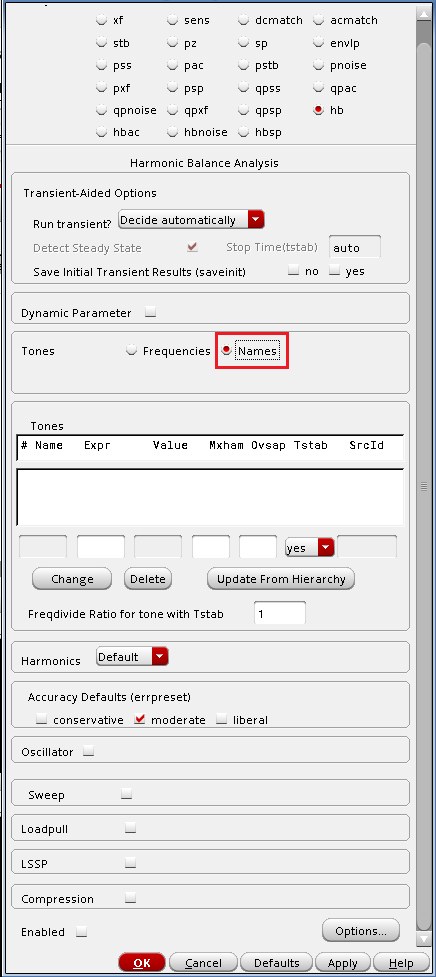 xf sens dcmatch acmatch
stb pz sp envlp
pss pac pstb pnoise
pxf psp qpss qpac
qpnoise qpxf qpsp hb
hbac hbnoise hbsp
Harmonic Balance Analysis
Transient-Aided Options
Run transient? Decide automatically
Detect Steady State Stop Time(tstab) auto
Save Initial Transient Results (saveinit) no yes
Dynamic Parameter
Tones Frequencies Names
Tones
# Name Expr Value Mxham Ovsap Tstab SrcId
yes
Change Delete Update From Hierarchy
Freqdivide Ratio for tone with Tstab 1
Harmonics Default
Accuracy Defaults (errpreset)
conservative moderate liberal
Oscillator
Sweep
Loadpull
LSSP
Compression
Enabled Options...
OK Cancel Defaults Apply Help